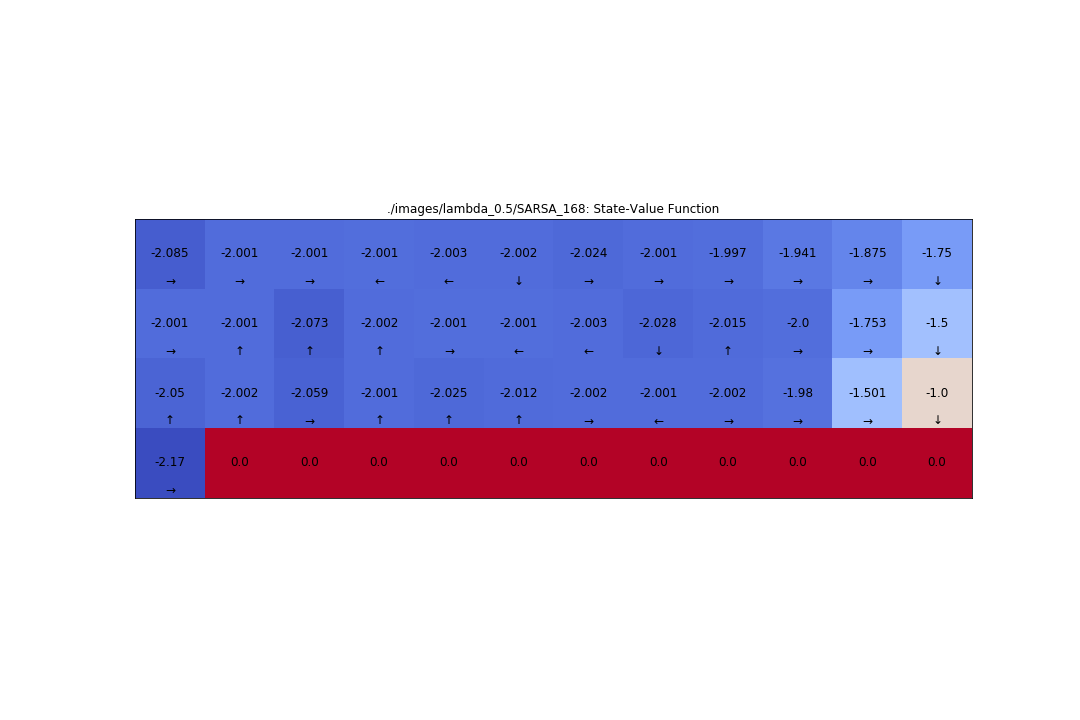 ./images/lambda_0.5/SARSA_168: State-Value Function
-2.085 -2.001 -2.001 -2.001 -2.003 -2.002 -2.024 -2.001 -1.997 -1.941 -1.875 -1.75
→ → → ← ← ↓ → → → → → ↓
-2.001 -2.001 -2.073 -2.002 -2.001 -2.001 -2.003 -2.028 -2.015 -2.0 -1.753 -1.5
→ ↑ ↑ ↑ → ← ← ↓ ↑ → → ↓
-2.05 -2.002 -2.059 -2.001 -2.025 -2.012 -2.002 -2.001 -2.002 -1.98 -1.501 -1.0
↑ ↑ → ↑ ↑ ↑ → ← → → → ↓
-2.17 0.0 0.0 0.0 0.0 0.0 0.0 0.0 0.0 0.0 0.0 0.0
→